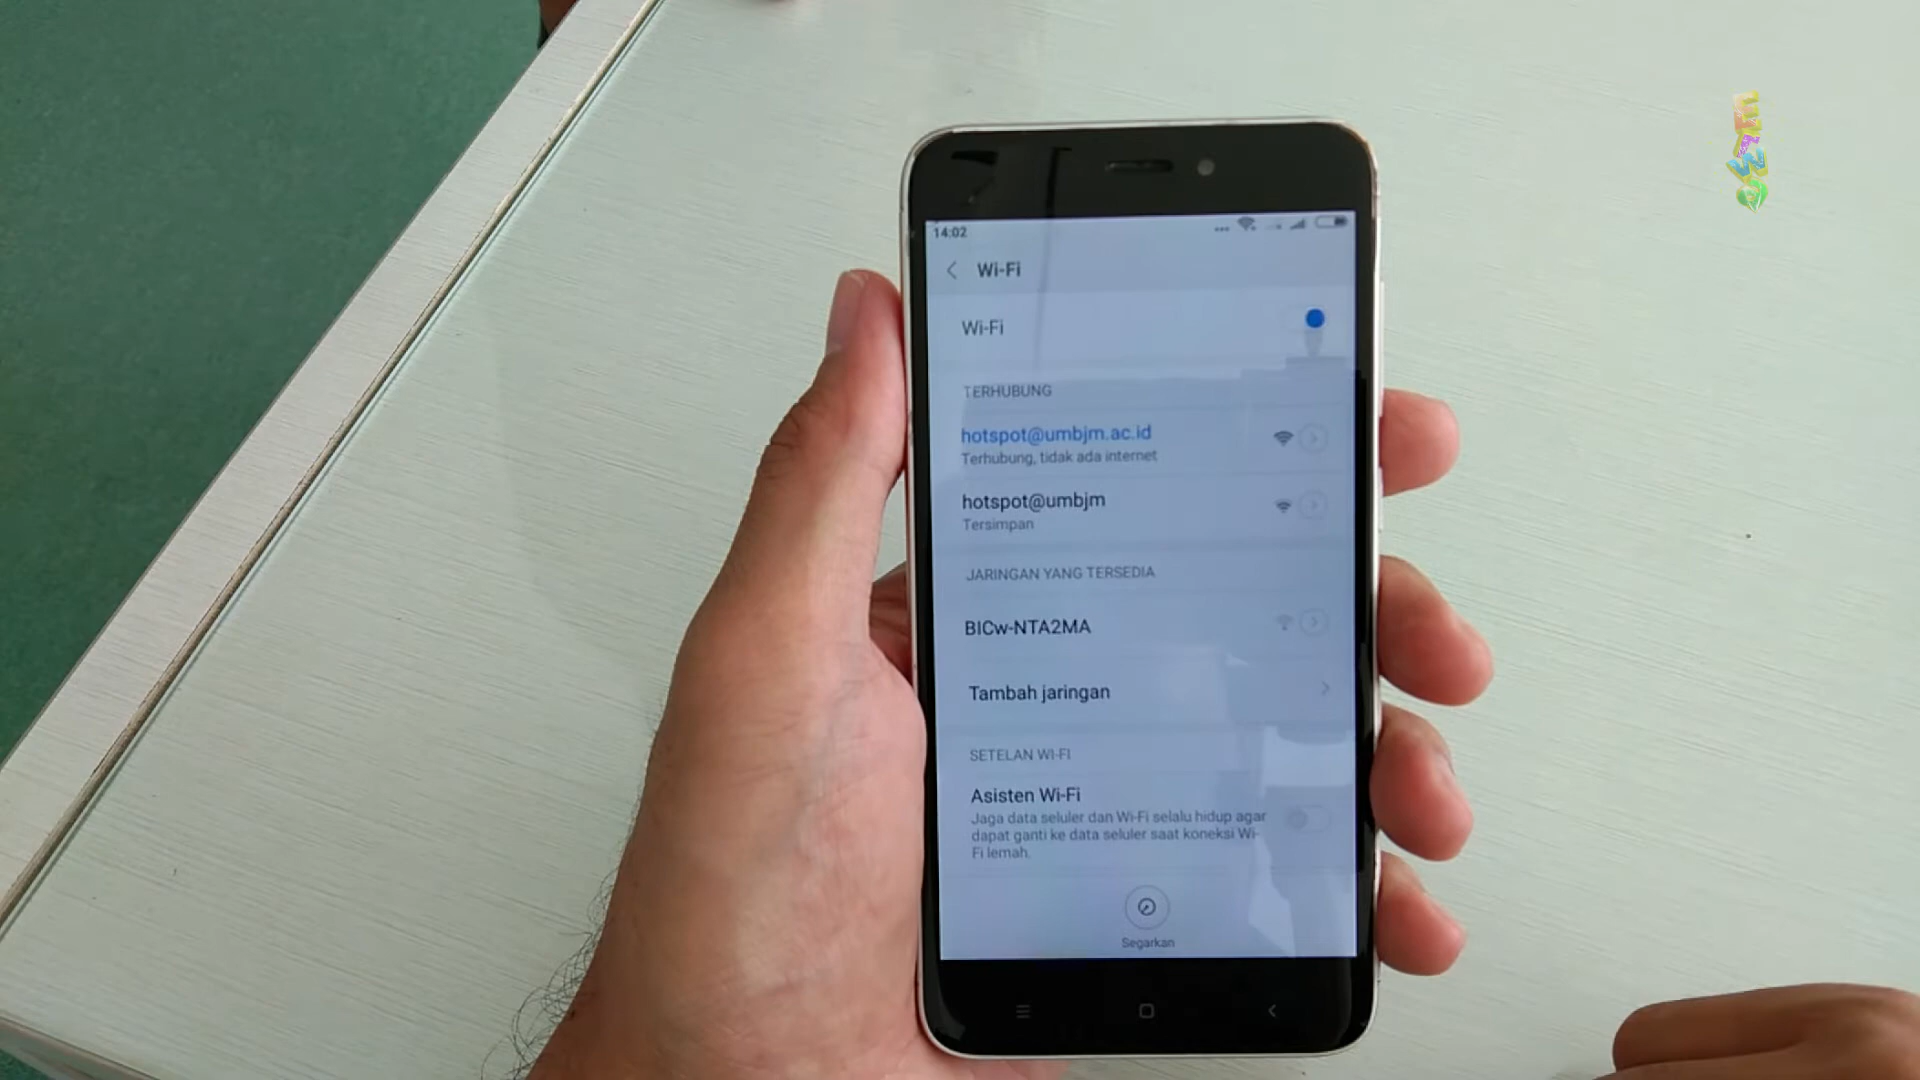 14:02
Wi-Fi
Wi-Fi
TERHUBUNG
hotspot@umbjm.ac.id
Terhubung, tidak ada internet
hotspot@umbjm
Tersimpan
JARINGAN YANG TERSEDIA
BICw-NTA2MA
Tambah jaringan
SETELAN WI-FI
Asisten Wi-Fi
Jaga data seluler dan Wi-Fi selalu hidup agar
dapat ganti ke data seluler saat koneksi Wi-
Fi lemah.
Segarkan